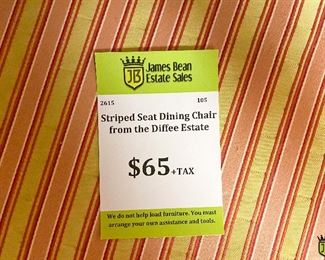 JB James Bean
Estate Sales
2615 105
Striped Seat Dining Chair
from the Diffee Estate
$65+TAX
We do not help load furniture. You must
arrange your own assistance and tools.
JB